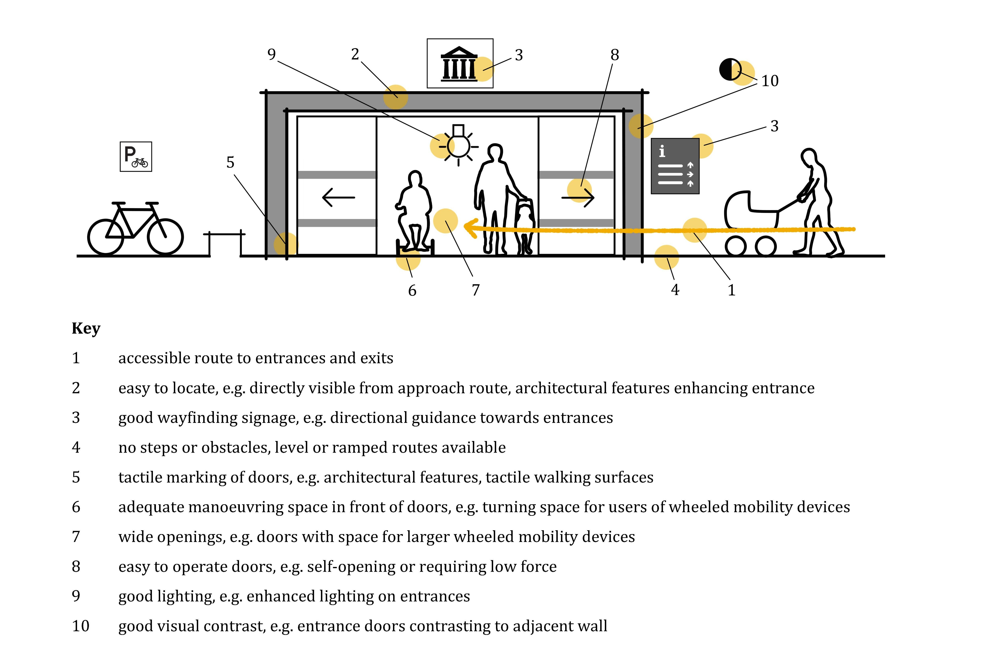 9
2
3
8
10
3
P
i
5
6
7
4
1
Key
1 accessible route to entrances and exits
2 easy to locate, e.g. directly visible from approach route, architectural features enhancing entrance
3 good wayfinding signage, e.g. directional guidance towards entrances
4 no steps or obstacles, level or ramped routes available
5 tactile marking of doors, e.g. architectural features, tactile walking surfaces
6 adequate manoeuvring space in front of doors, e.g. turning space for users of wheeled mobility devices
7 wide openings, e.g. doors with space for larger wheeled mobility devices
8 easy to operate doors, e.g. self-opening or requiring low force
9 good lighting, e.g. enhanced lighting on entrances
10 good visual contrast, e.g. entrance doors contrasting to adjacent wall